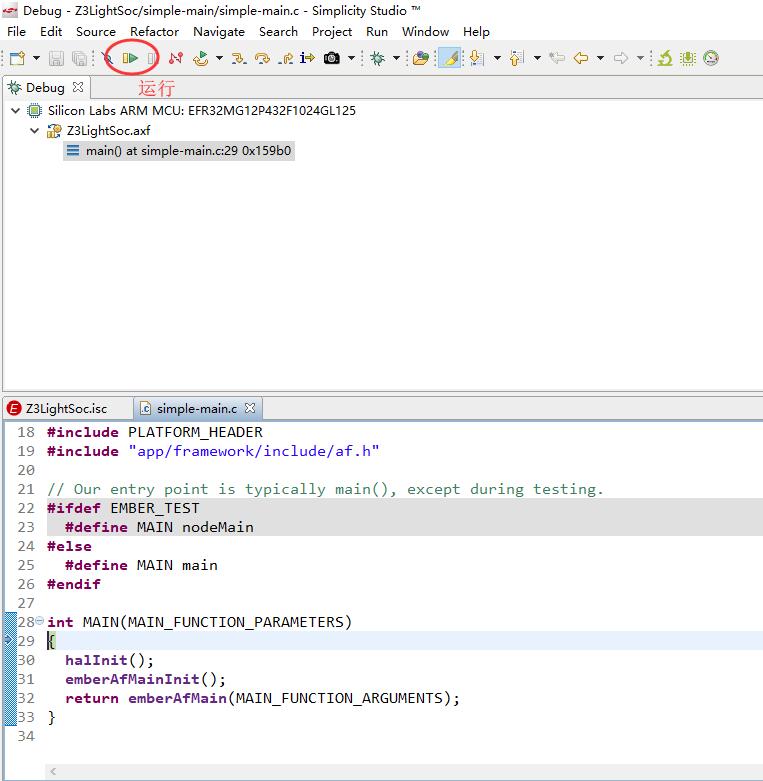 Debug - Z3LightSoc/simple-main/simple-main.c - Simplicity Studio ™
File Edit Source Refactor Navigate Search Project Run Window Help
运行
Debug
Silicon Labs ARM MCU: EFR32MG12P432F1024GL125
Z3LightSoc.axf
main() at simple-main.c:29 0x159b0
Z3LightSoc.isc simple-main.c
18 #include PLATFORM_HEADER
19 #include "app/framework/include/af.h"
20
21 // Our entry point is typically main(), except during testing.
22 #ifdef EMBER_TEST
23 #define MAIN nodeMain
24 #else
25 #define MAIN main
26 #endif
27
28 int MAIN(MAIN_FUNCTION_PARAMETERS)
29 {
30 halInit();
31 emberAfMainInit();
32 return emberAfMain(MAIN_FUNCTION_ARGUMENTS);
33 }
34